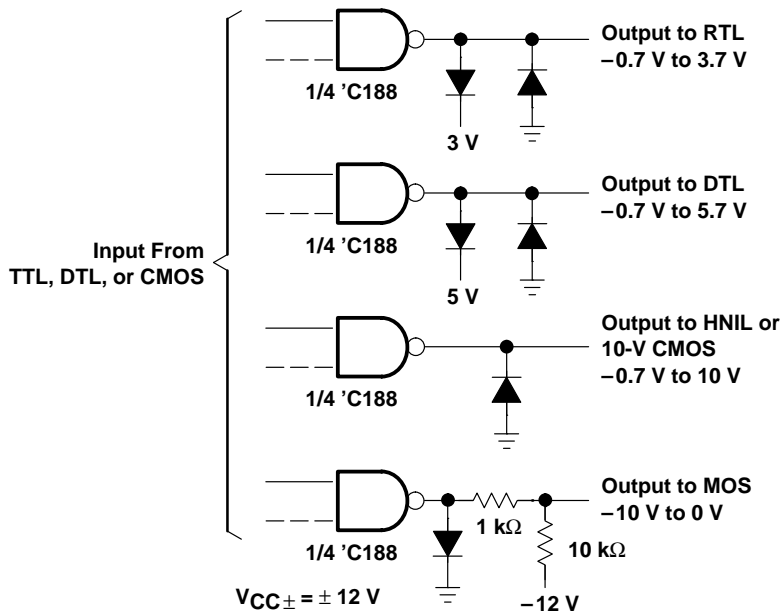 Output to RTL
–0.7 V to 3.7 V
1/4 ’C188
3 V
Output to DTL
–0.7 V to 5.7 V
1/4 ’C188
5 V
Input From
TTL, DTL, or CMOS
Output to HNIL or
10-V CMOS
–0.7 V to 10 V
1/4 ’C188
Output to MOS
–10 V to 0 V
1 kΩ
10 kΩ
1/4 ’C188
–12 V
VCC± = ± 12 V